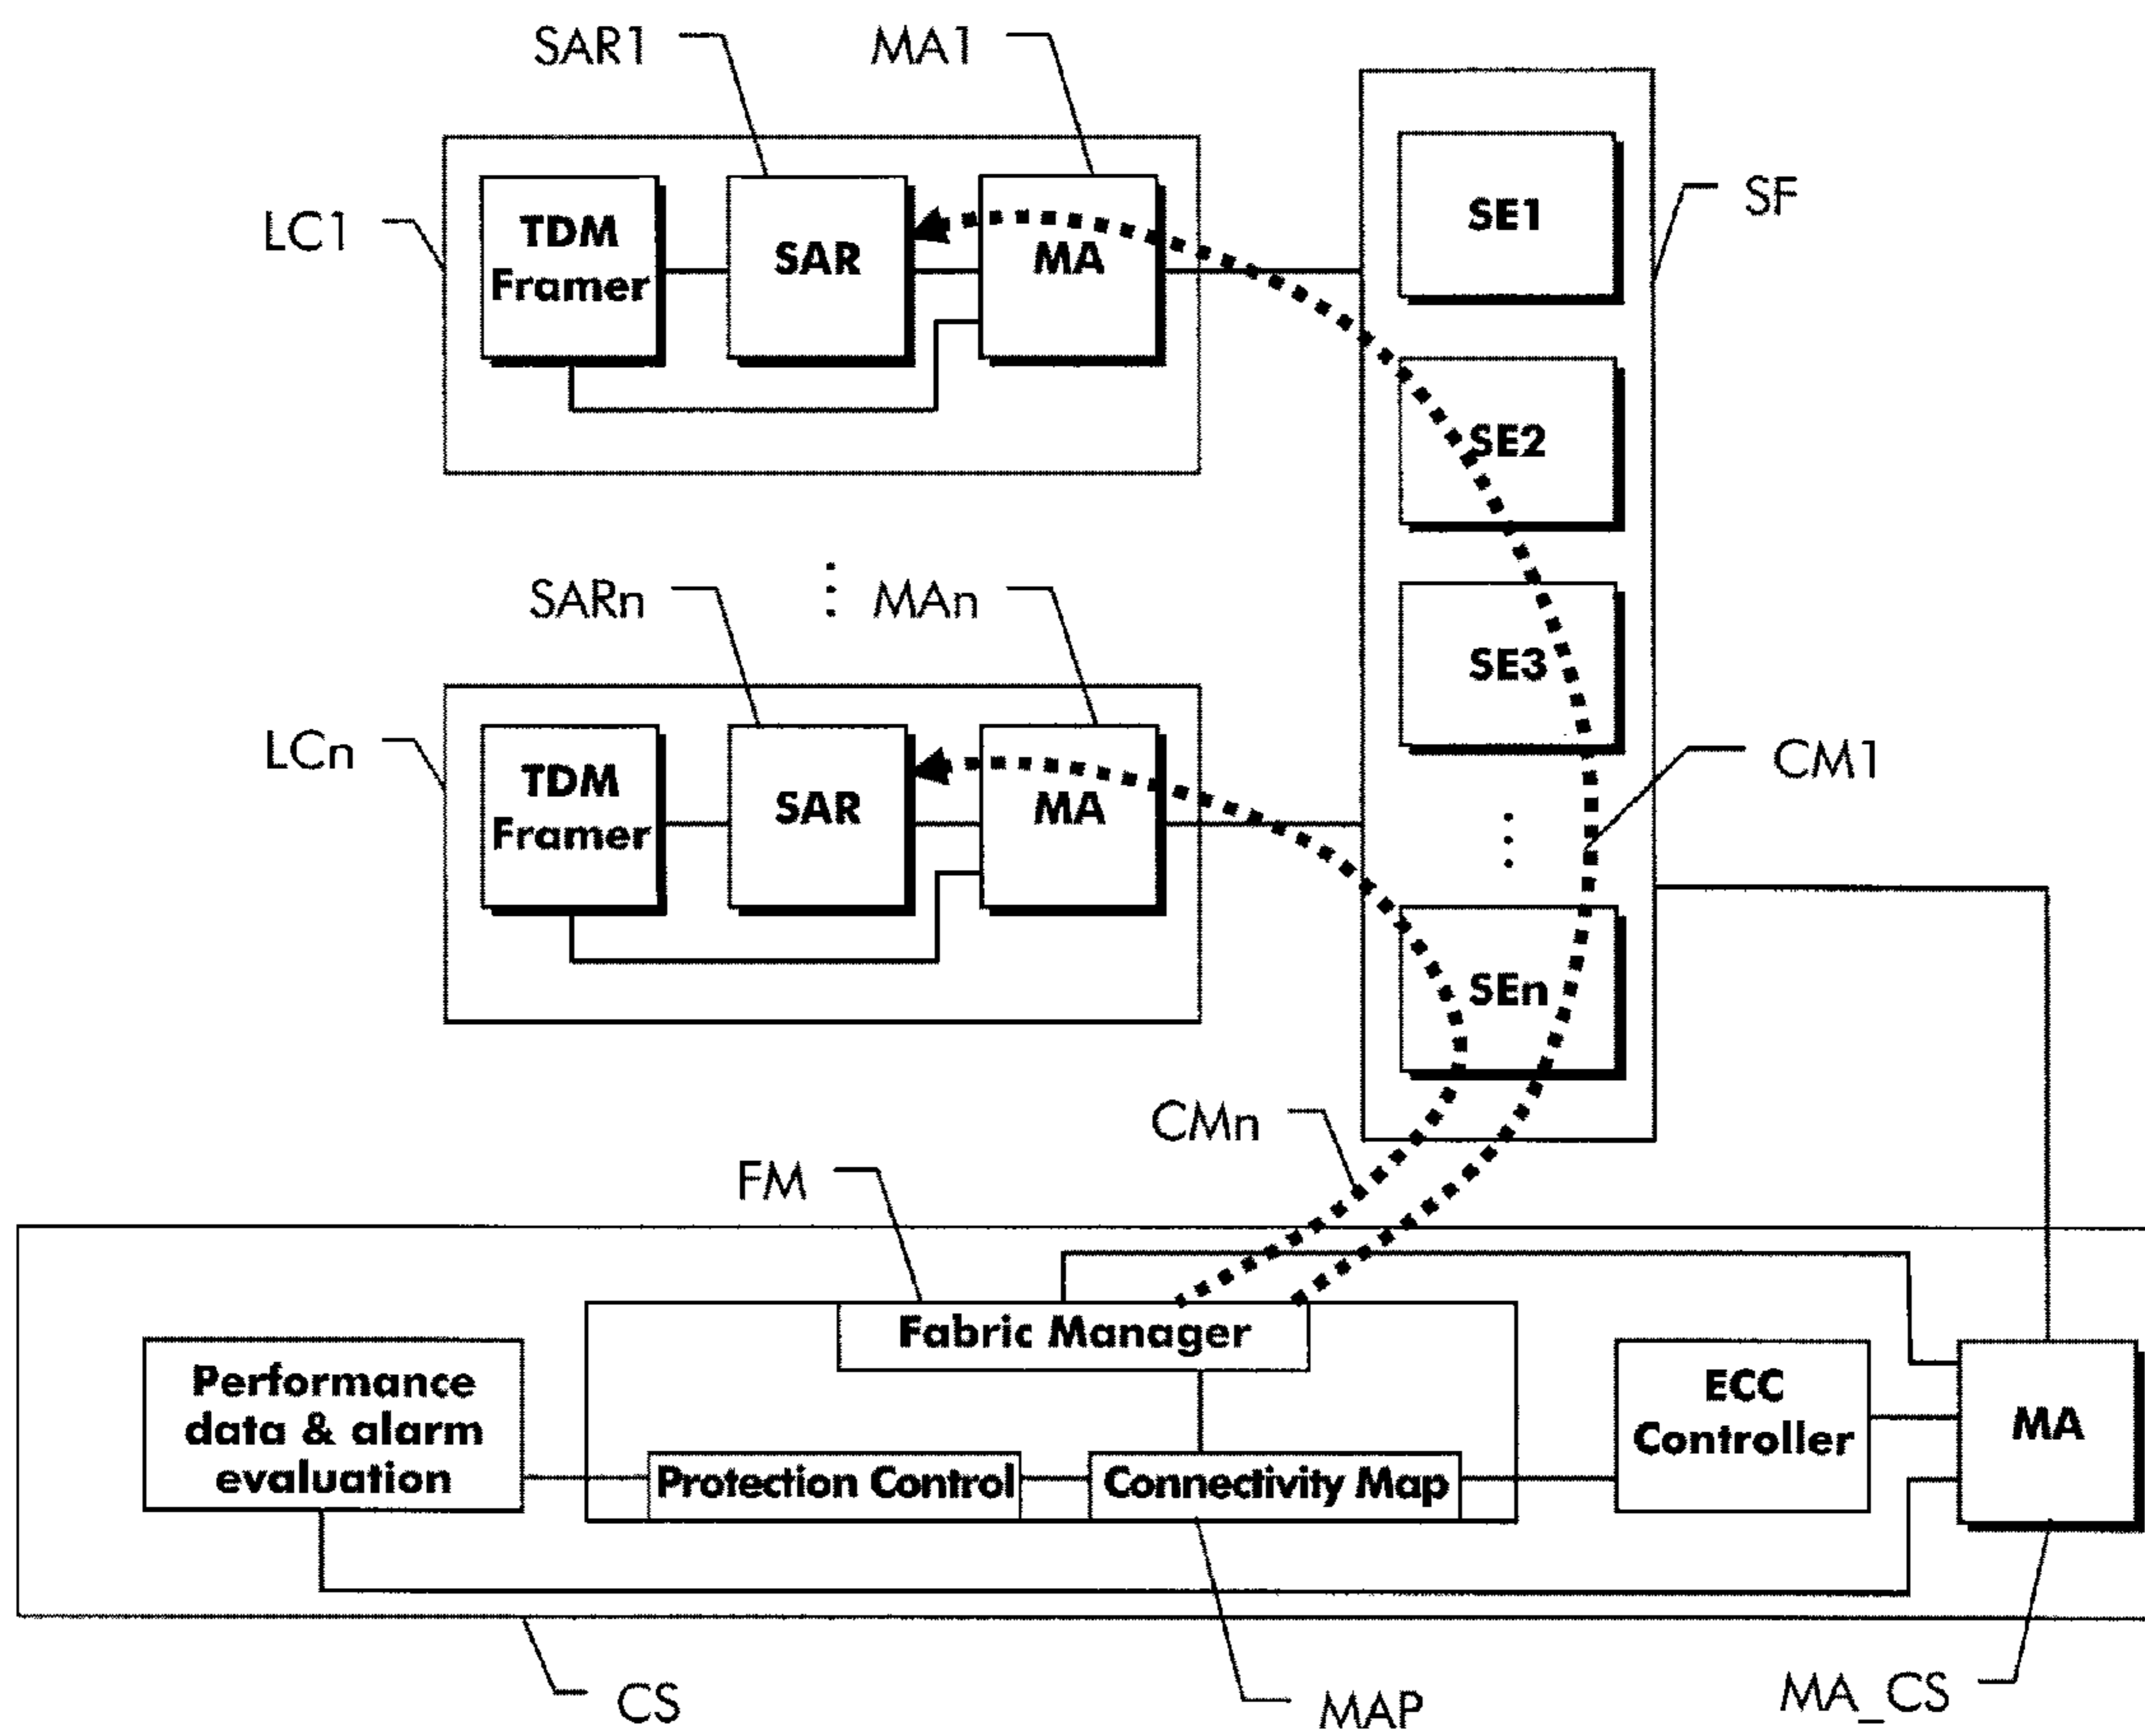 SAR1
MA1
LC1
TDM
Framer
SAR
MA
SE1
SF
SE2
SARn
MAn
LCn
TDM
Framer
SAR
MA
SE3
CM1
SEn
CMn
FM
Fabric Manager
Performance
data & alarm
evaluation
Protection Control
Connectivity Map
ECC
Controller
MA
CS
MAP
MA_CS